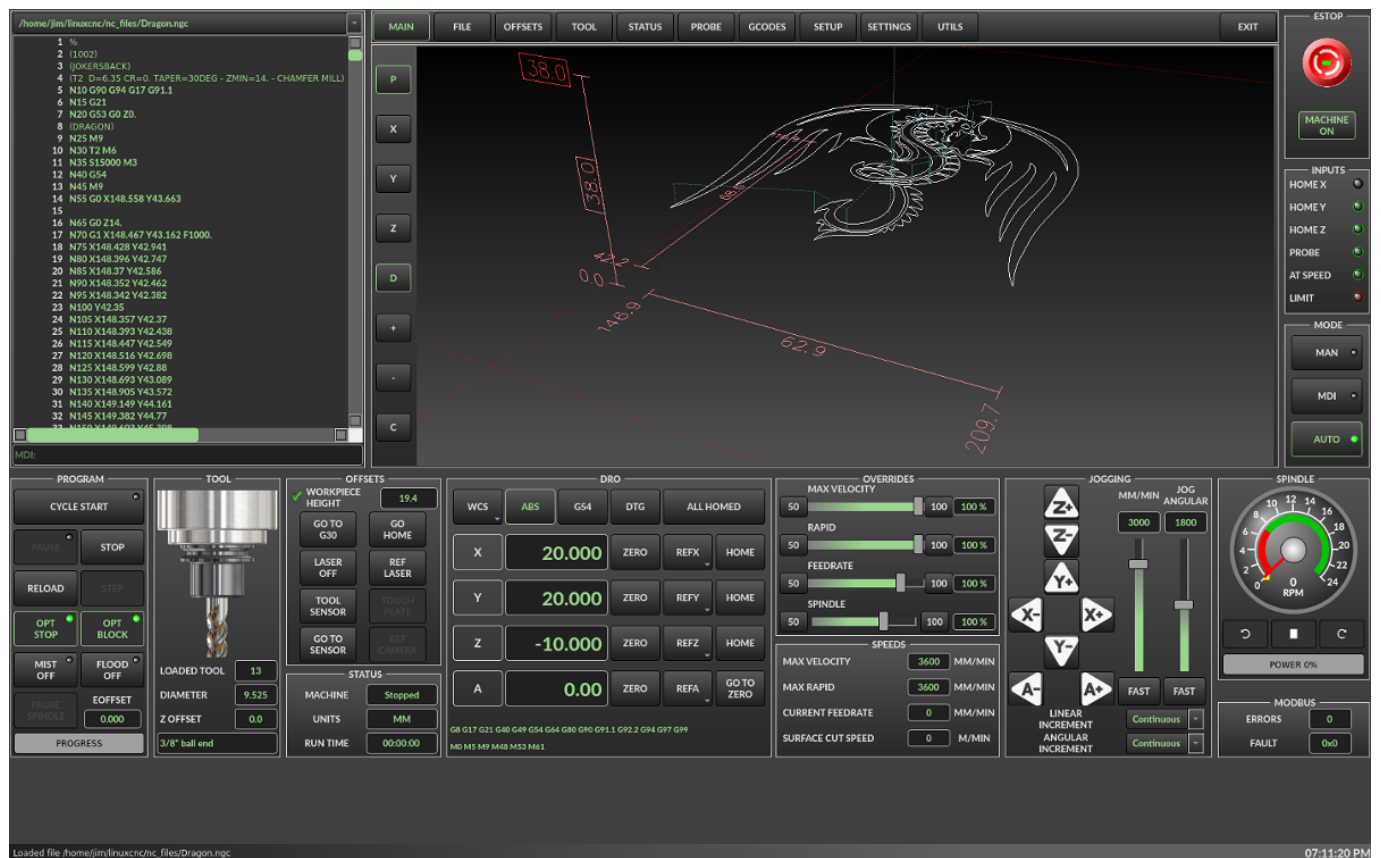 /home/jim/linuxcnc/nc_files/Dragon.ngc
1 %
2 (1002)
3 (JOKERSBACK)
4 (T2 D=6.35 CR=0. TAPER=30DEG - ZMIN=14. - CHAMFER MILL)
5 N10 G90 G94 G17 G91.1
6 N15 G21
7 N20 G53 G0 Z0.
8 (DRAGON)
9 N25 M9
10 N30 T2 M6
11 N35 S15000 M3
12 N40 G54
13 N45 M9
14 N55 G0 X148.558 Y43.663
15
16 N65 G0 Z14.
17 N70 G1 X148.467 Y43.162 F1000.
18 N75 X148.428 Y42.941
19 N80 X148.396 Y42.747
20 N85 X148.37 Y42.586
21 N90 X148.352 Y42.462
22 N95 X148.342 Y42.382
23 N100 Y42.35
24 N105 X148.357 Y42.37
25 N110 X148.393 Y42.438
26 N115 X148.447 Y42.549
27 N120 X148.516 Y42.698
28 N125 X148.599 Y42.88
29 N130 X148.693 Y43.089
30 N135 X148.905 Y43.572
31 N140 X149.149 Y44.161
32 N145 X149.382 Y44.77
MDI:
MAIN FILE OFFSETS TOOL STATUS PROBE GCODES SETUP SETTINGS UTILS EXIT
P
X
Y
Z
D
+
-
C
38.0
38.0
0.0
146.9
62.9
209.7
ESTOP
MACHINE
ON
INPUTS
HOME X
HOME Y
HOME Z
PROBE
AT SPEED
LIMIT
MODE
MAN
MDI
AUTO
PROGRAM
CYCLE START
PAUSE STOP
RELOAD STEP
OPT STOP OPT BLOCK
MIST OFF FLOOD OFF
PAUSE SPINDLE EOFFSET
0.000
PROGRESS
TOOL
LOADED TOOL 13
DIAMETER 9.525
Z OFFSET 0.0
3/8" ball end
OFFSETS
WORKPIECE
HEIGHT 19.4
GO TO G30 GO HOME
LASER OFF REF LASER
TOOL SENSOR TOUCH PLATE
GO TO SENSOR REF CAMERA
STATUS
MACHINE Stopped
UNITS MM
RUN TIME 00:00:00
DRO
WCS ABS G54 DTG ALL HOMED
X 20.000 ZERO REFX HOME
Y 20.000 ZERO REFY HOME
Z -10.000 ZERO REFZ HOME
A 0.00 ZERO REFA GO TO ZERO
G8 G17 G21 G40 G49 G54 G64 G80 G90 G91.1 G92.2 G94 G97 G99
M0 M5 M9 M48 M53 M61
OVERRIDES
MAX VELOCITY
50 100 100 %
RAPID
50 100 100 %
FEEDRATE
50 100 100 %
SPINDLE
50 100 100 %
SPEEDS
MAX VELOCITY 3600 MM/MIN
MAX RAPID 3600 MM/MIN
CURRENT FEEDRATE 0 MM/MIN
SURFACE CUT SPEED 0 M/MIN
JOGGING
MM/MIN JOG ANGULAR
3000 1800
Z+
Z-
Y+
X- X+
Y-
A- A+ FAST FAST
LINEAR
INCREMENT Continuous
ANGULAR
INCREMENT Continuous
SPINDLE
0 2 4 6 8 10 12 14 16 18 20 22 24
0
RPM
POWER 0%
MODBUS
ERRORS 0
FAULT 0x0
Loaded file /home/jim/linuxcnc/nc_files/Dragon.ngc
07:11:20 PM